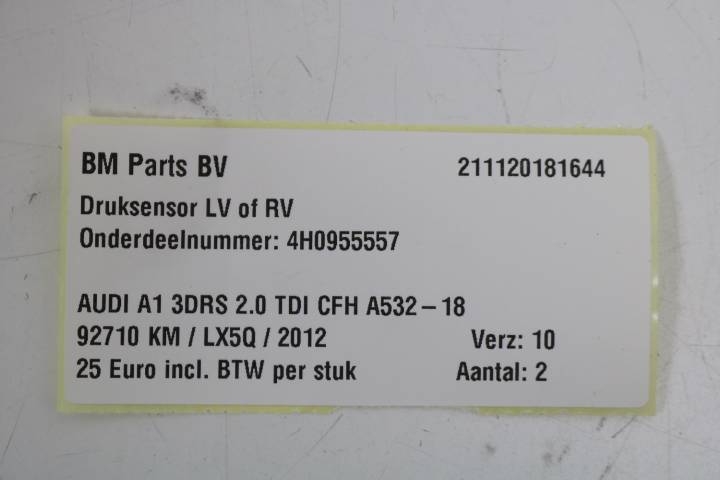 BM Parts BV 211120181644
Druksensor LV of RV
Onderdeelnummer: 4H0955557
AUDI A1 3DRS 2.0 TDI CFH A532-18
92710 KM / LX5Q / 2012 Verz: 10
25 Euro incl. BTW per stuk Aantal: 2